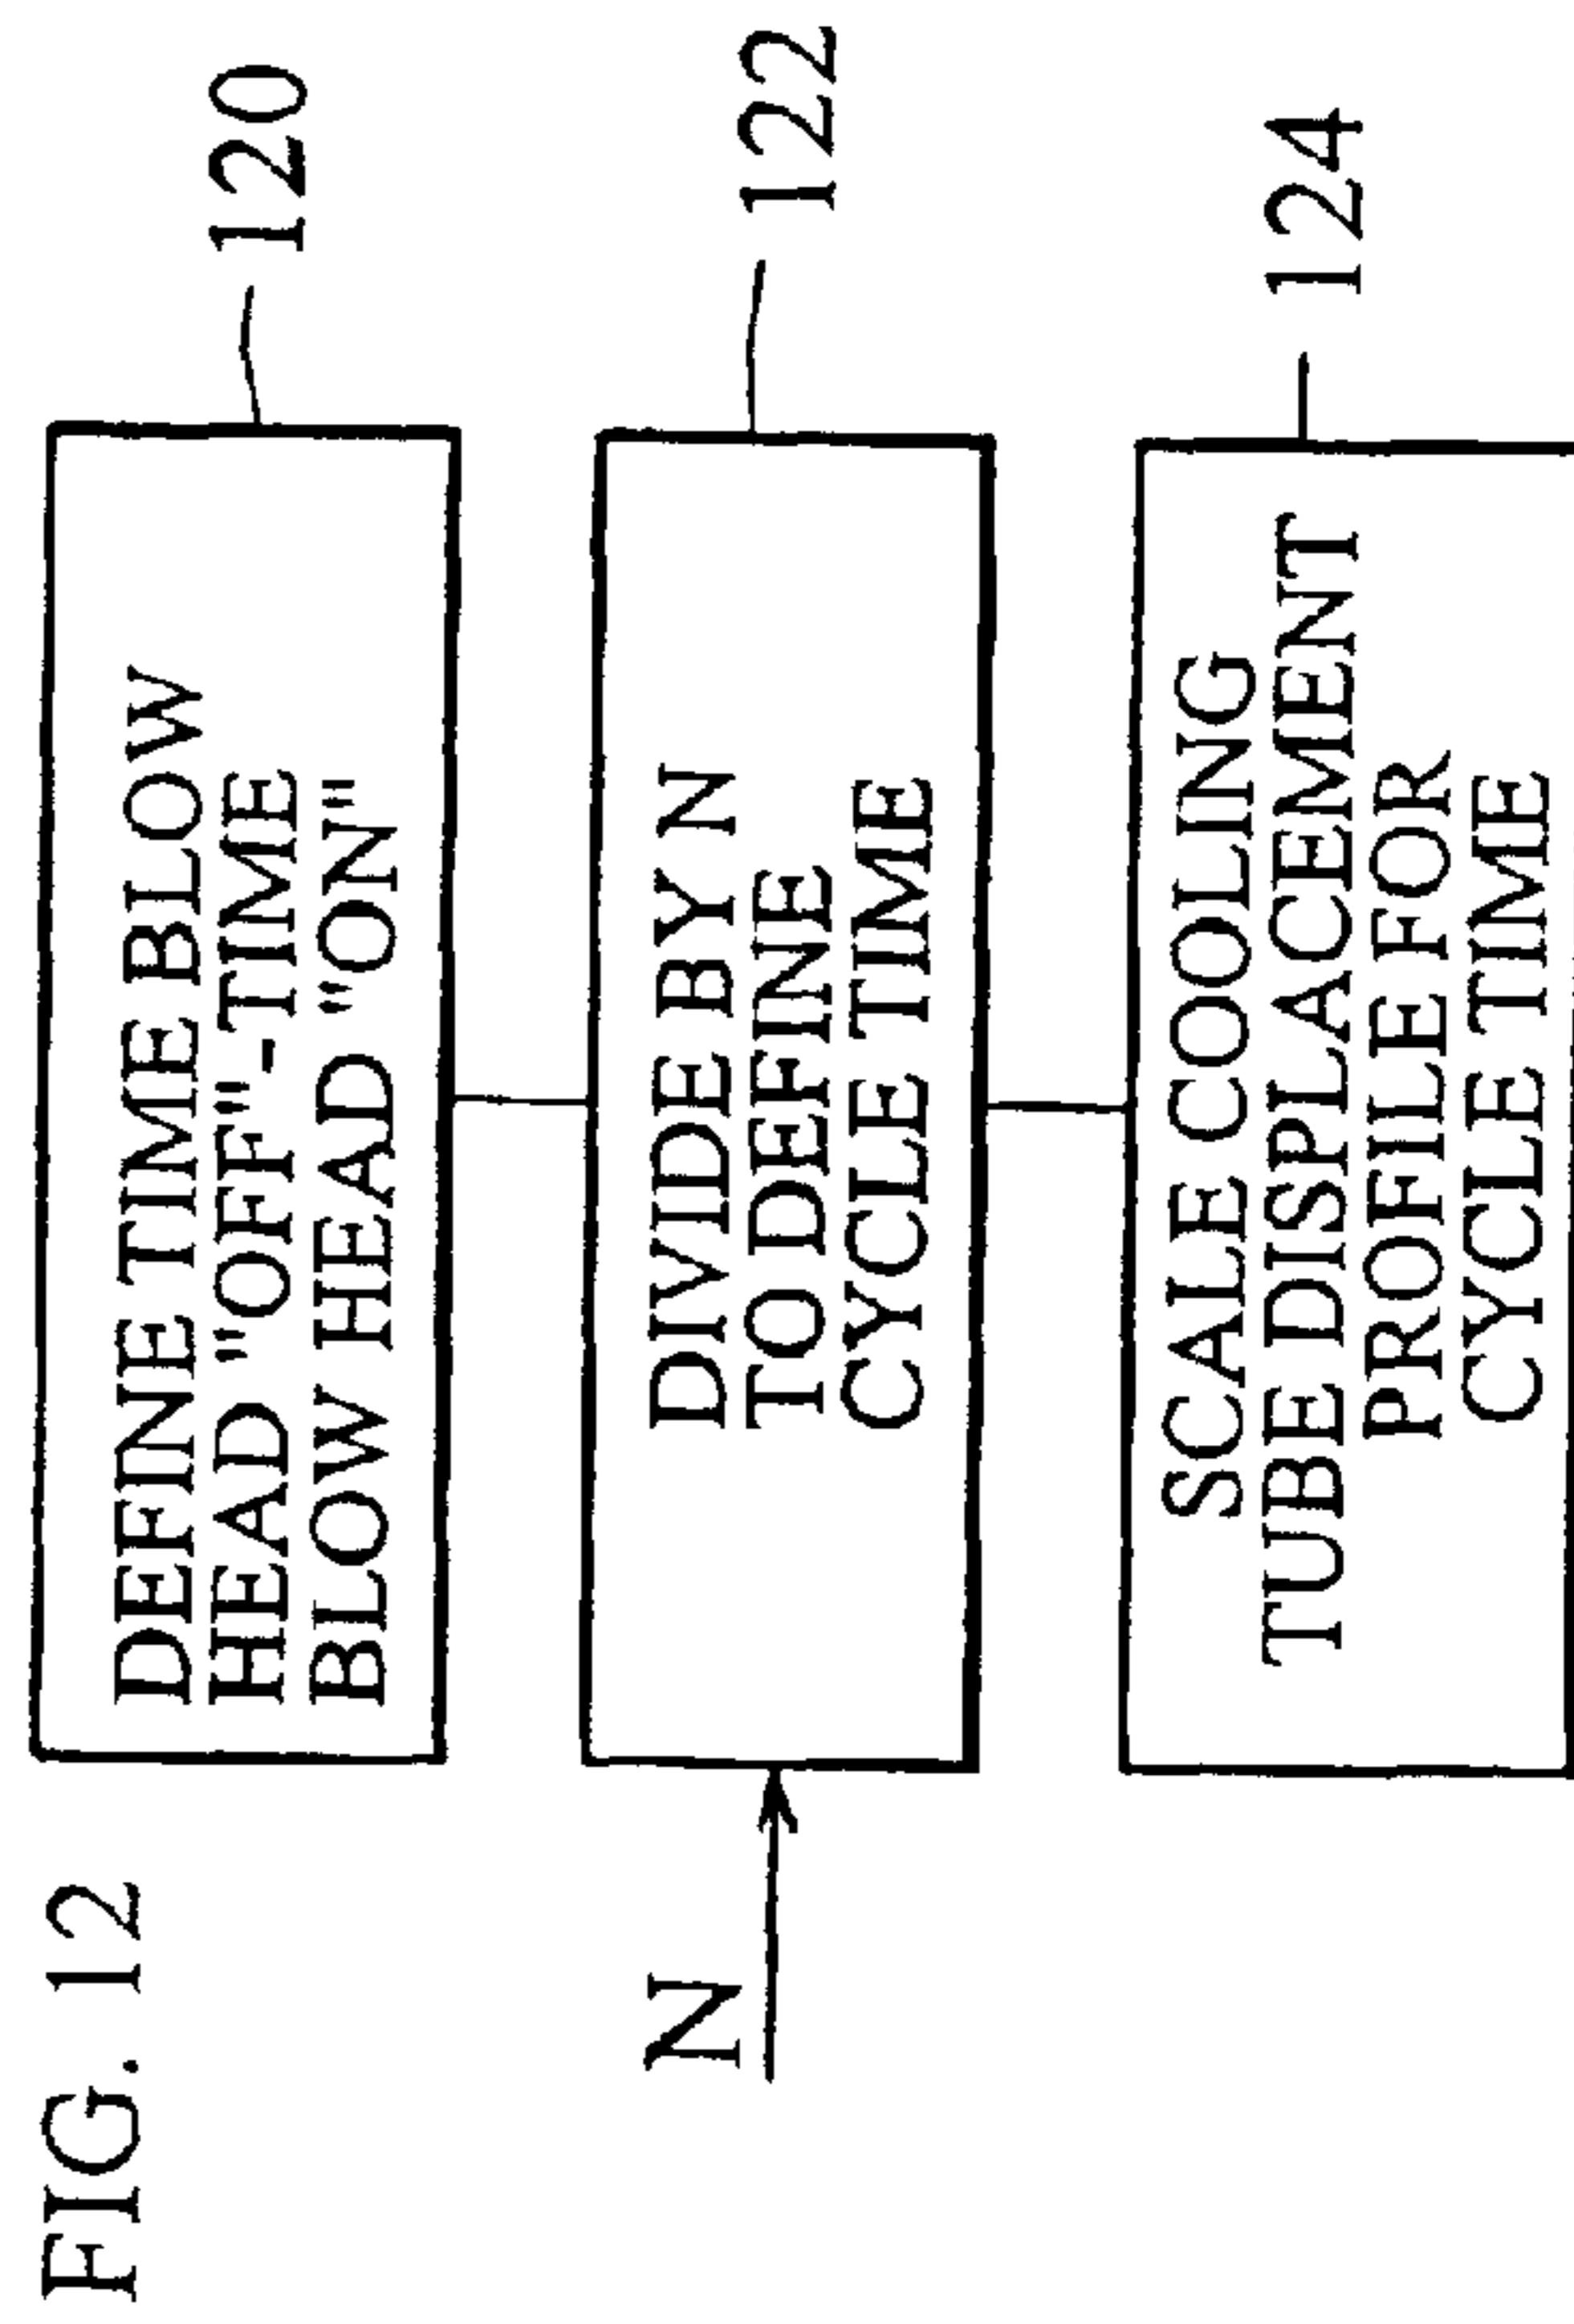 FIG. 12
DEFINE TIME BLOW
HEAD "OFF"-TIME
BLOW HEAD "ON"
120
N
DIVIDE BY N
TO DEFINE
CYCLE TIME
122
SCALE COOLING
TUBE DISPLACEMENT
PROFILE FOR
CYCLE TIME
124